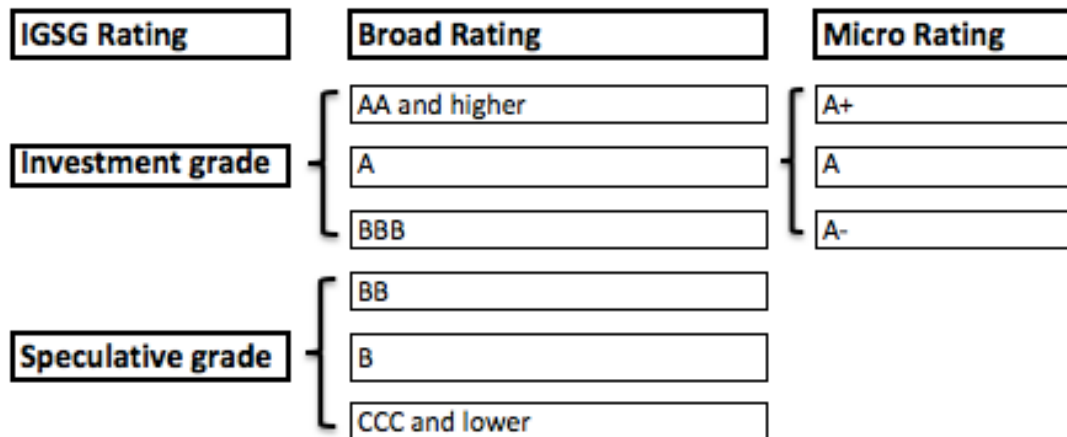 IGSG Rating
Broad Rating
Micro Rating
AA and higher
A+
Investment grade
A
A
BBB
A-
BB
Speculative grade
B
CCC and lower